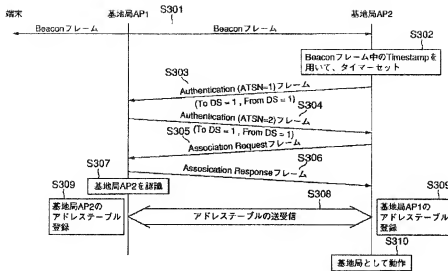 端末
基地局AP1
S301
基地局AP2
Beaconフレーム
Beaconフレーム
S302
Beaconフレーム中のTimestampを
用いて、タイマーセット
S303
Authentication (ATSN=1)フレーム
(To DS = 1 , From DS = 1)
S304
Authentication (ATSN=2)フレーム
S305
(To DS = 1 , From DS = 1)
Association Requestフレーム
S306
Assosication Responseフレーム
S307
基地局AP2を認識
S308
アドレステーブルの送受信
S309
基地局AP2の
アドレステーブル
登録
S309
基地局AP1の
アドレステーブル
登録
S310
基地局として動作